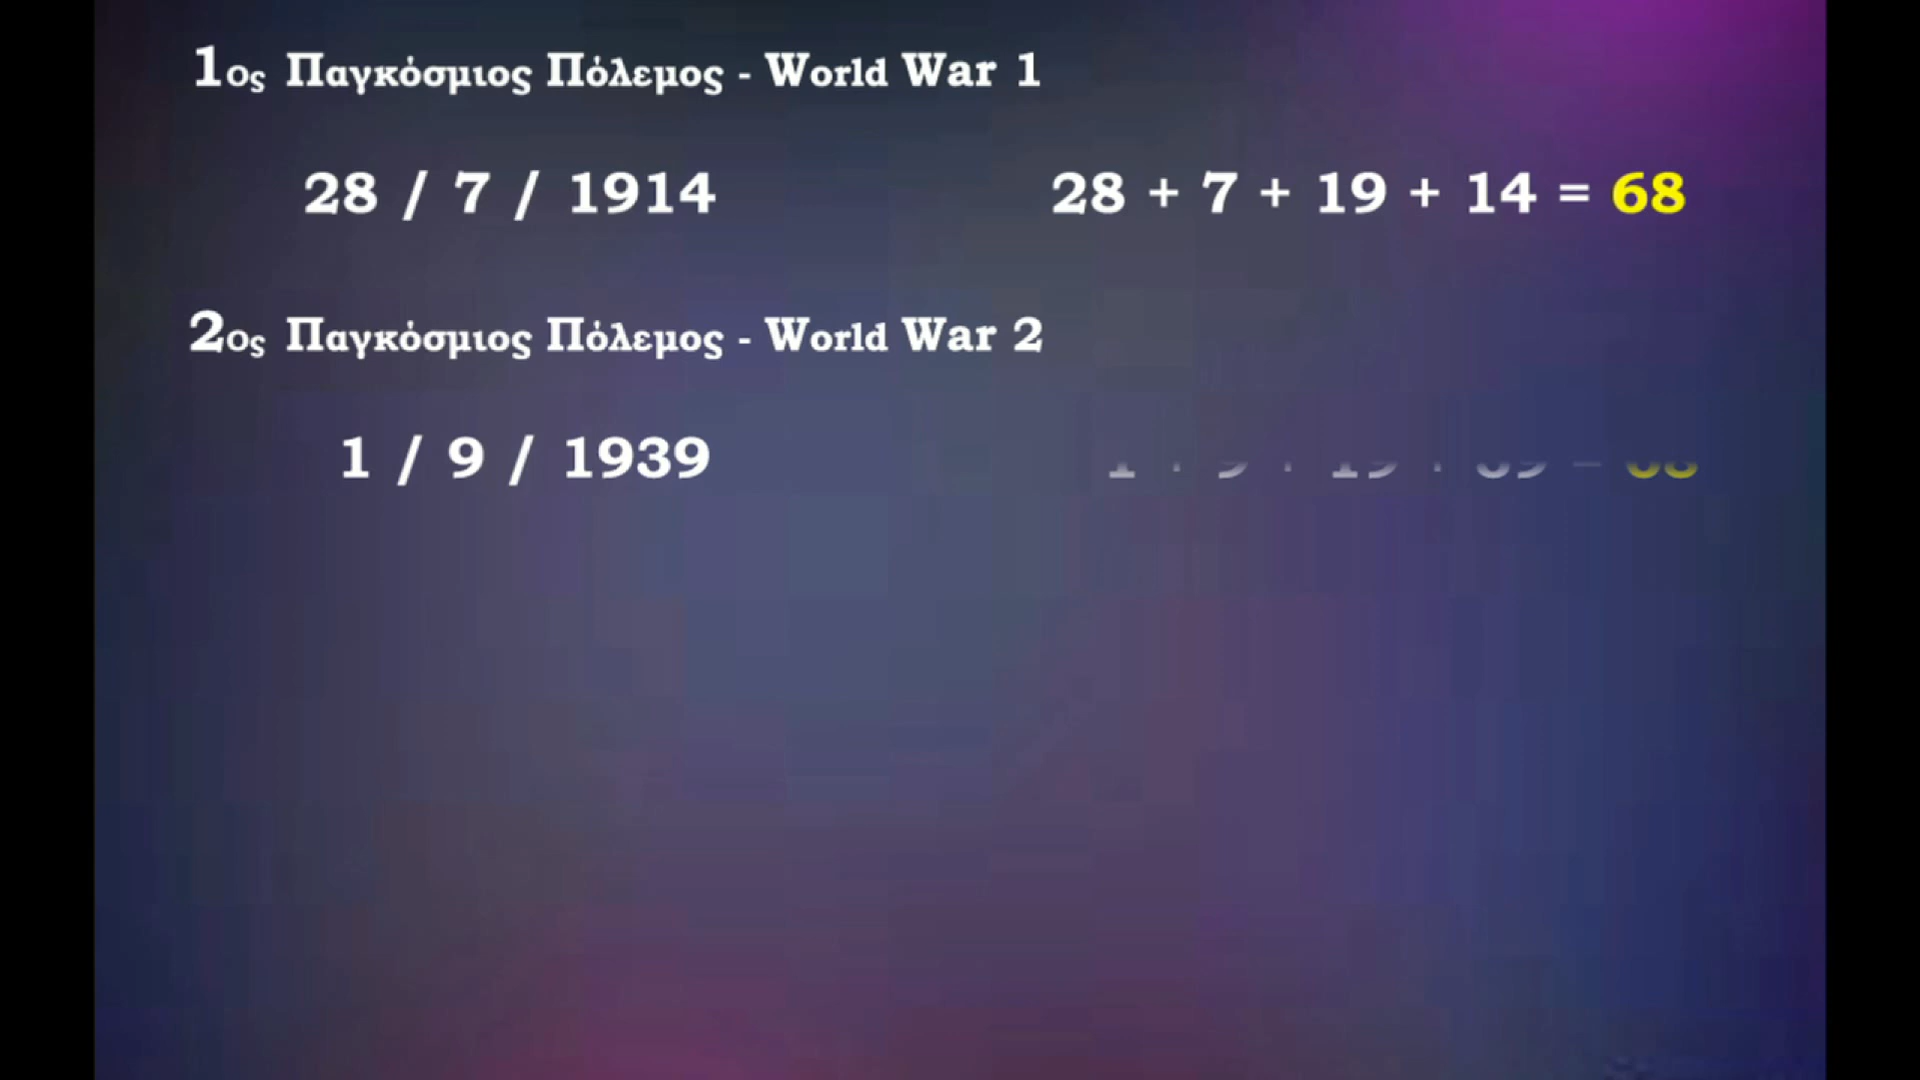 1ος Παγκόσμιος Πόλεμος - World War 1
28 / 7 / 1914
28 + 7 + 19 + 14 = 68
2ος Παγκόσμιος Πόλεμος - World War 2
1 / 9 / 1939